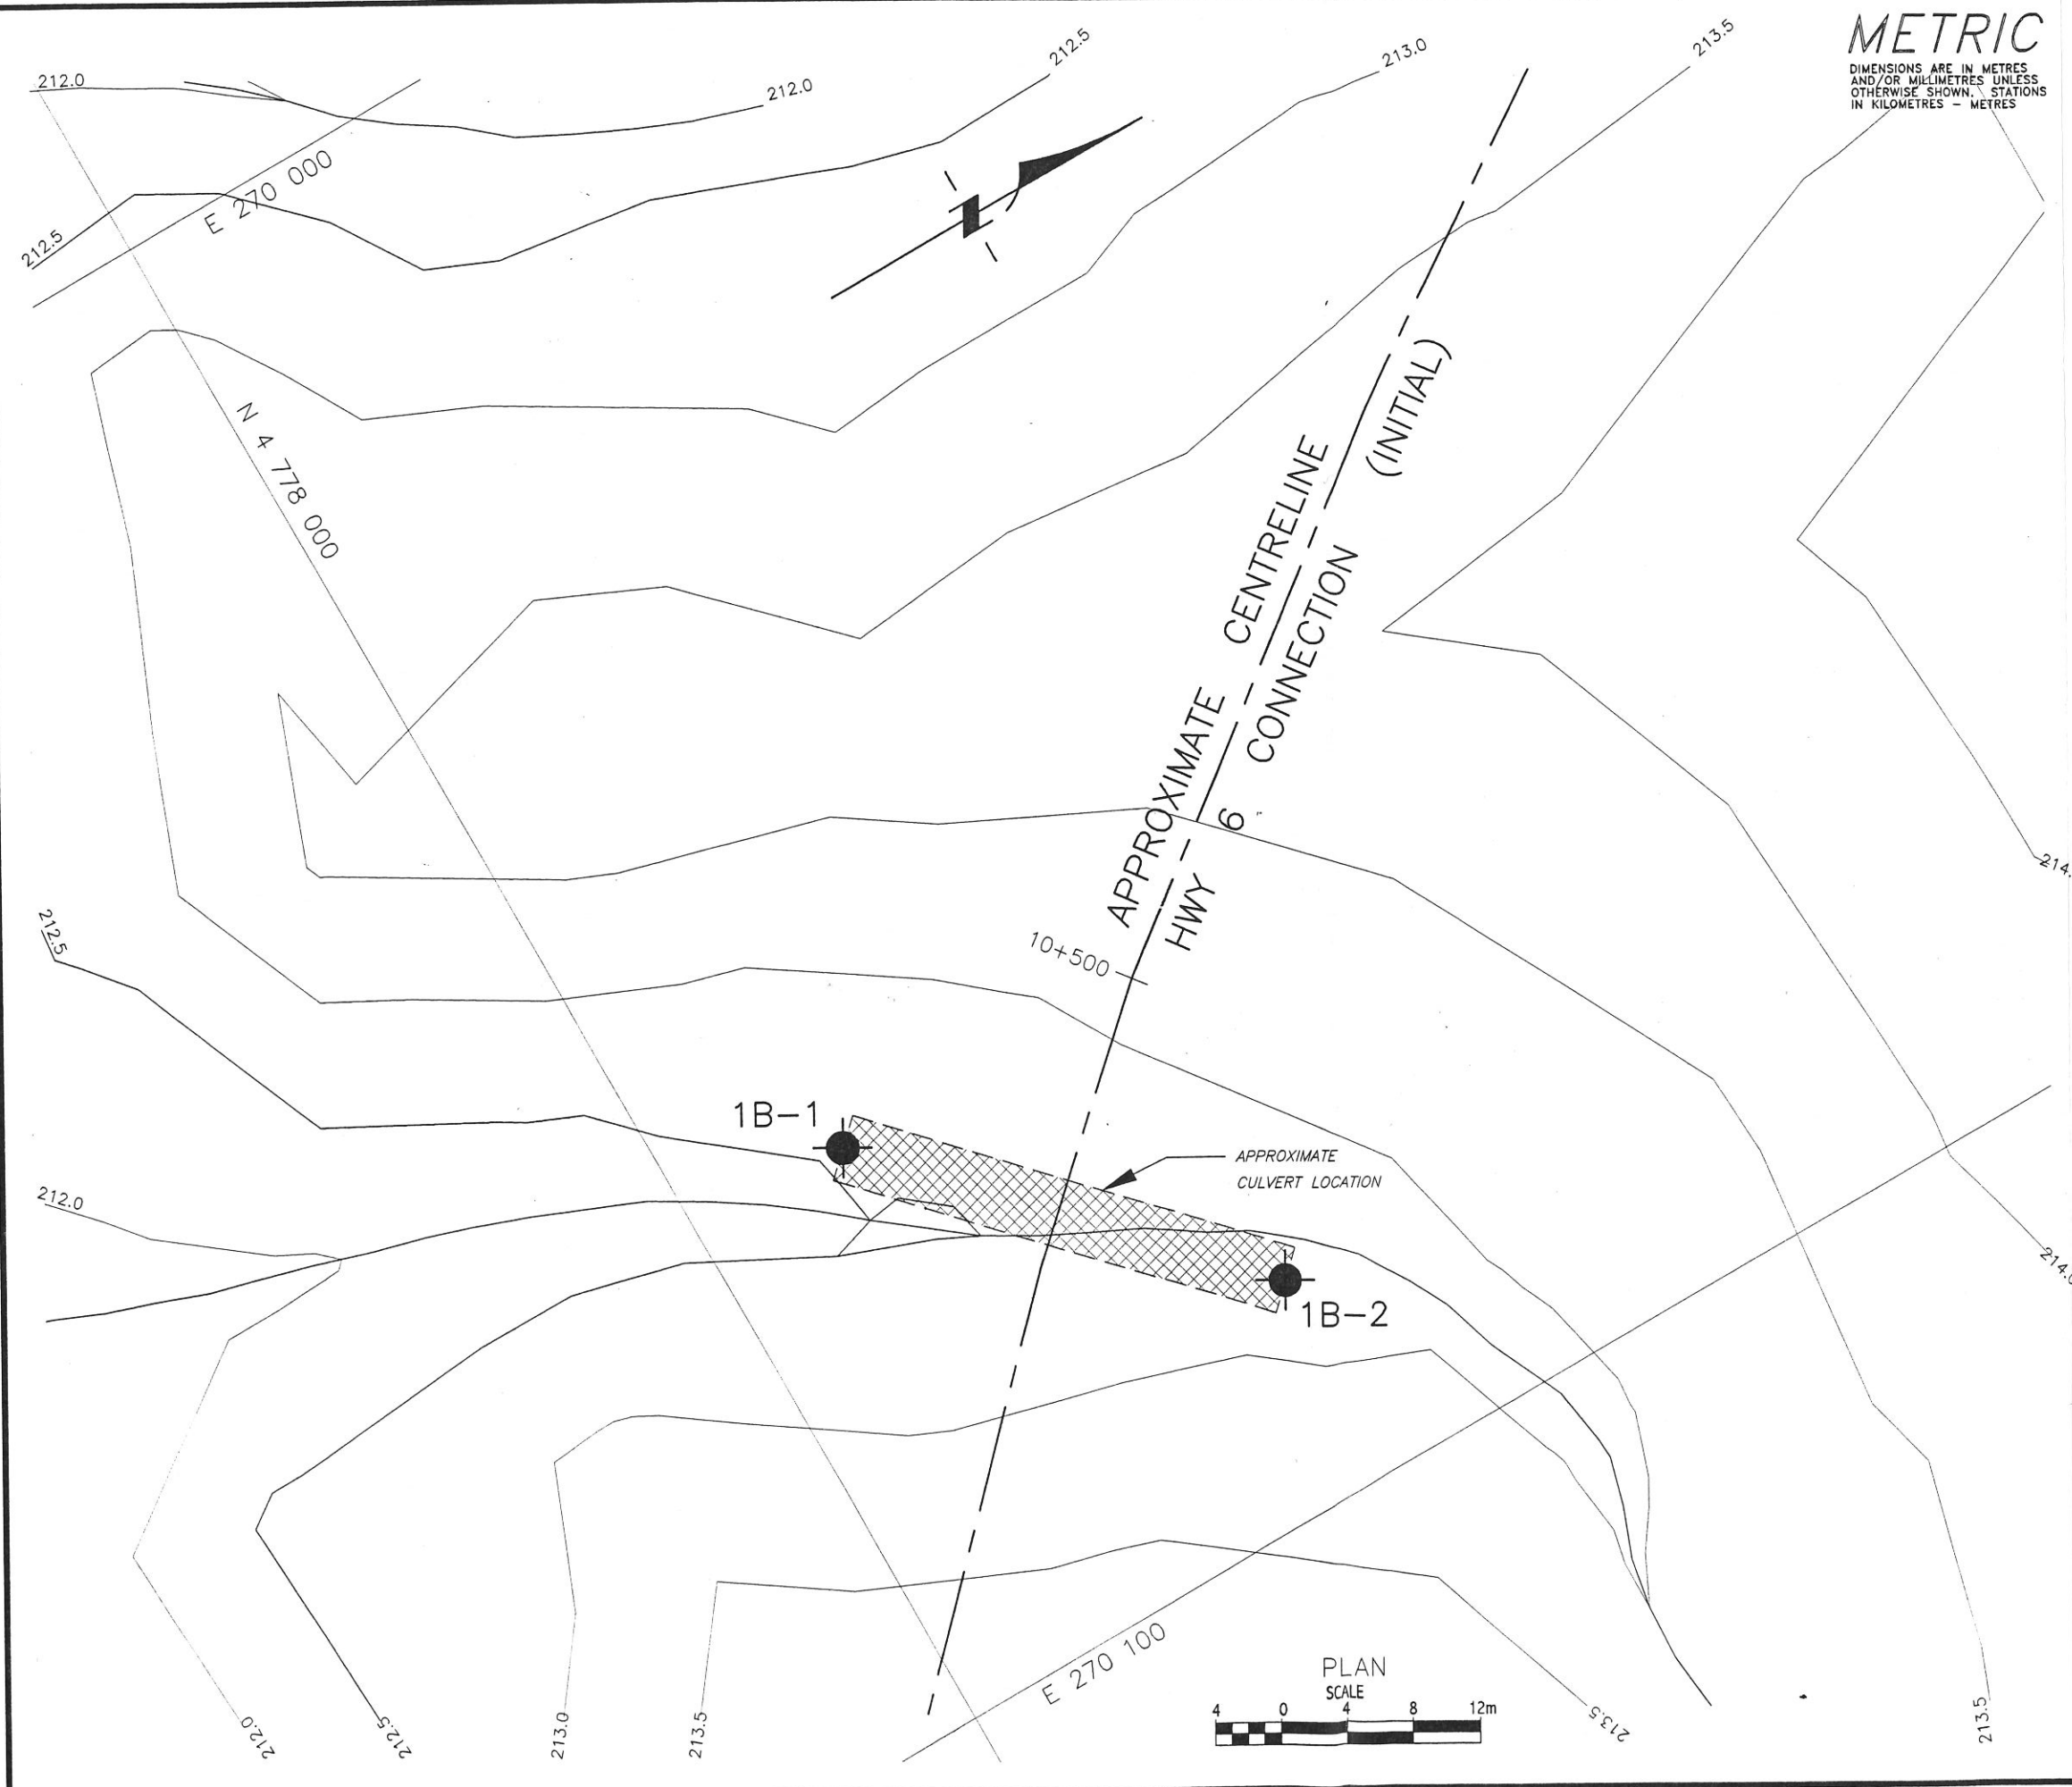 METRIC
DIMENSIONS ARE IN METRES
AND/OR MILLIMETRES UNLESS
OTHERWISE SHOWN. STATIONS
IN KILOMETRES – METRES
212.0
212.0
212.5
213.0
213.5
E 270 000
212.5
N
N 4 778 000
APPROXIMATE CENTRELINE
HWY 6 CONNECTION (INITIAL)
214.
212.5
10+500
1B-1
APPROXIMATE
CULVERT LOCATION
212.0
214.0
1B-2
E 270 100
PLAN
SCALE
4 0 4 8 12m
212.0
212.5
213.0
213.5
213.5
213.5